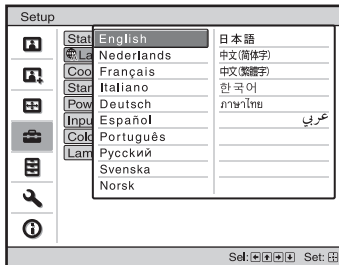 Setup
Stat
La
Coo
Star
Pow
Inpu
Colo
Lam
English
Nederlands
Français
Italiano
Deutsch
Español
Português
Русский
Svenska
Norsk
日本語
中文(简体字)
中文(繁體字)
한국어
ภาษาไทย
عربي
Sel: Set: